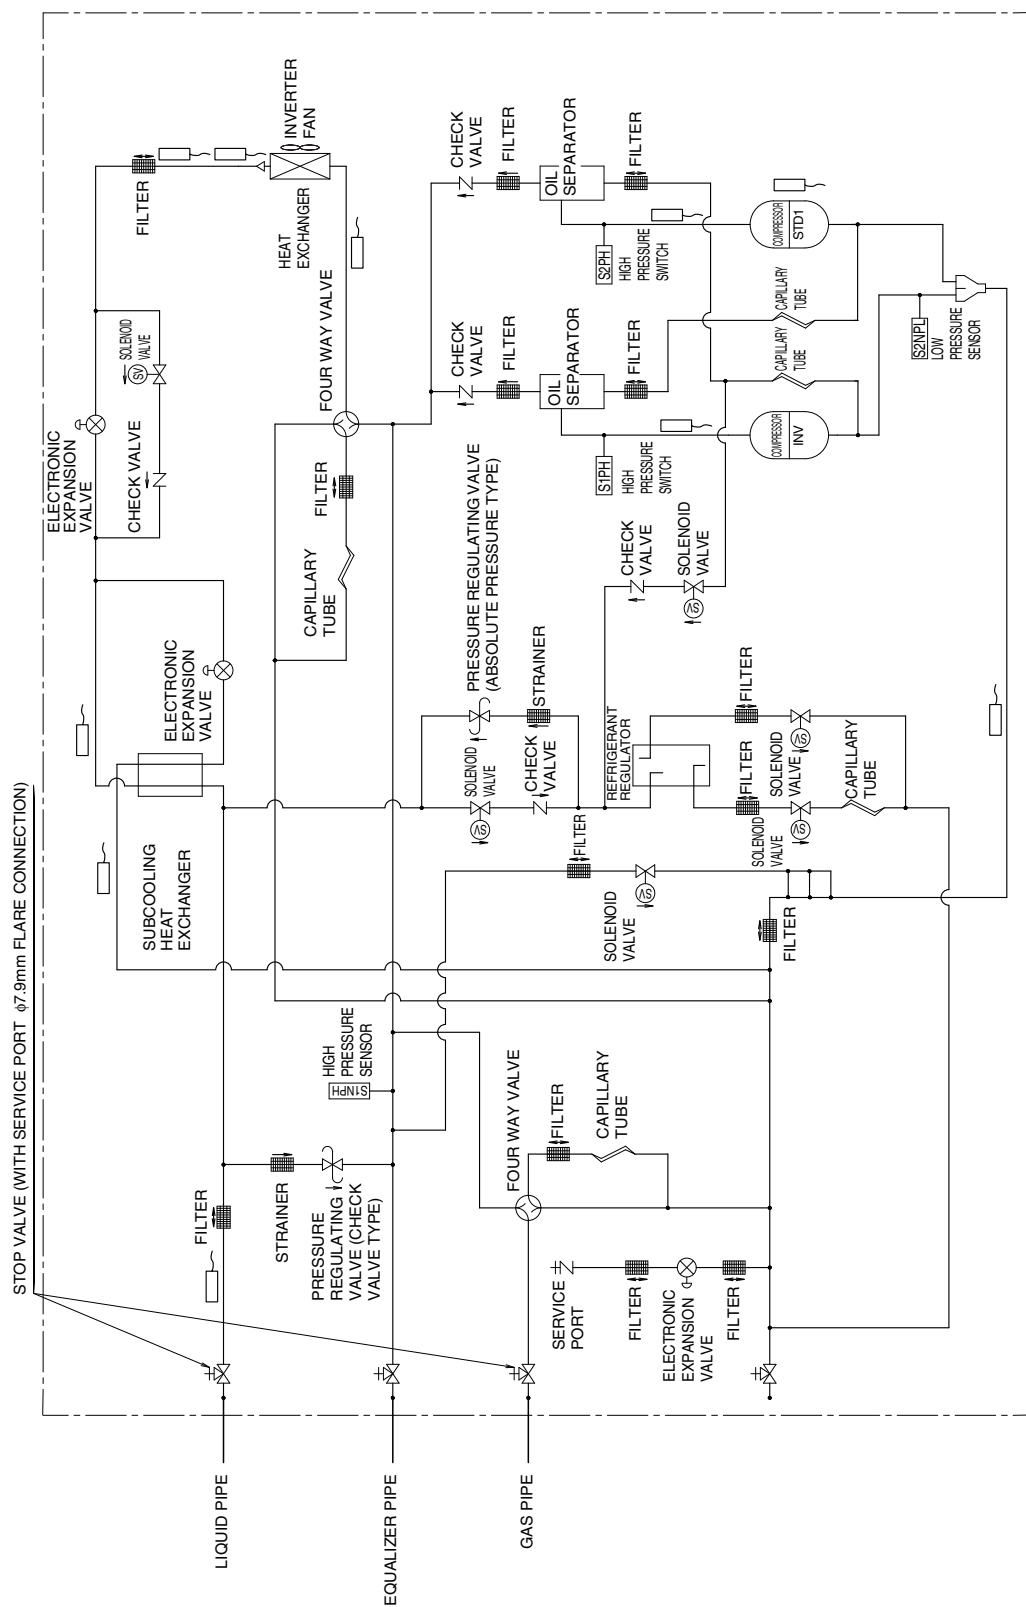 STOP VALVE (WITH SERVICE PORT φ7.9mm FLARE CONNECTION)
ELECTRONIC
EXPANSION
VALVE
CHECK VALVE
SV
SOLENOID
VALVE
FILTER
HEAT
EXCHANGER
INVERTER
FAN
SUBCOOLING
HEAT
EXCHANGER
ELECTRONIC
EXPANSION
VALVE
CAPILLARY
TUBE
FILTER
FOUR WAY VALVE
LIQUID PIPE
FILTER
STRAINER
PRESSURE
REGULATING
VALVE (CHECK
VALVE TYPE)
HIGH
PRESSURE
SENSOR
S1NPH
EQUALIZER PIPE
PRESSURE REGULATING VALVE
(ABSOLUTE PRESSURE TYPE)
SV
SOLENOID
VALVE
STRAINER
CHECK
VALVE
CHECK
VALVE
FILTER
OIL
SEPARATOR
FILTER
CHECK
VALVE
FILTER
OIL
SEPARATOR
FILTER
S1PH
HIGH
PRESSURE
SWITCH
S2PH
HIGH
PRESSURE
SWITCH
GAS PIPE
FOUR WAY VALVE
FILTER
CAPILLARY
TUBE
SERVICE
PORT
FILTER
ELECTRONIC
EXPANSION
VALVE
FILTER
FILTER
SV
SOLENOID
VALVE
FILTER
REFRIGERANT
REGULATOR
CHECK
VALVE
SV
SOLENOID
VALVE
FILTER
SV
SOLENOID
VALVE
FILTER
SV
SOLENOID
VALVE
CAPILLARY
TUBE
CAPILLARY
TUBE
CAPILLARY
TUBE
COMPRESSOR
INV
COMPRESSOR
STD1
S2NPL
LOW
PRESSURE
SENSOR